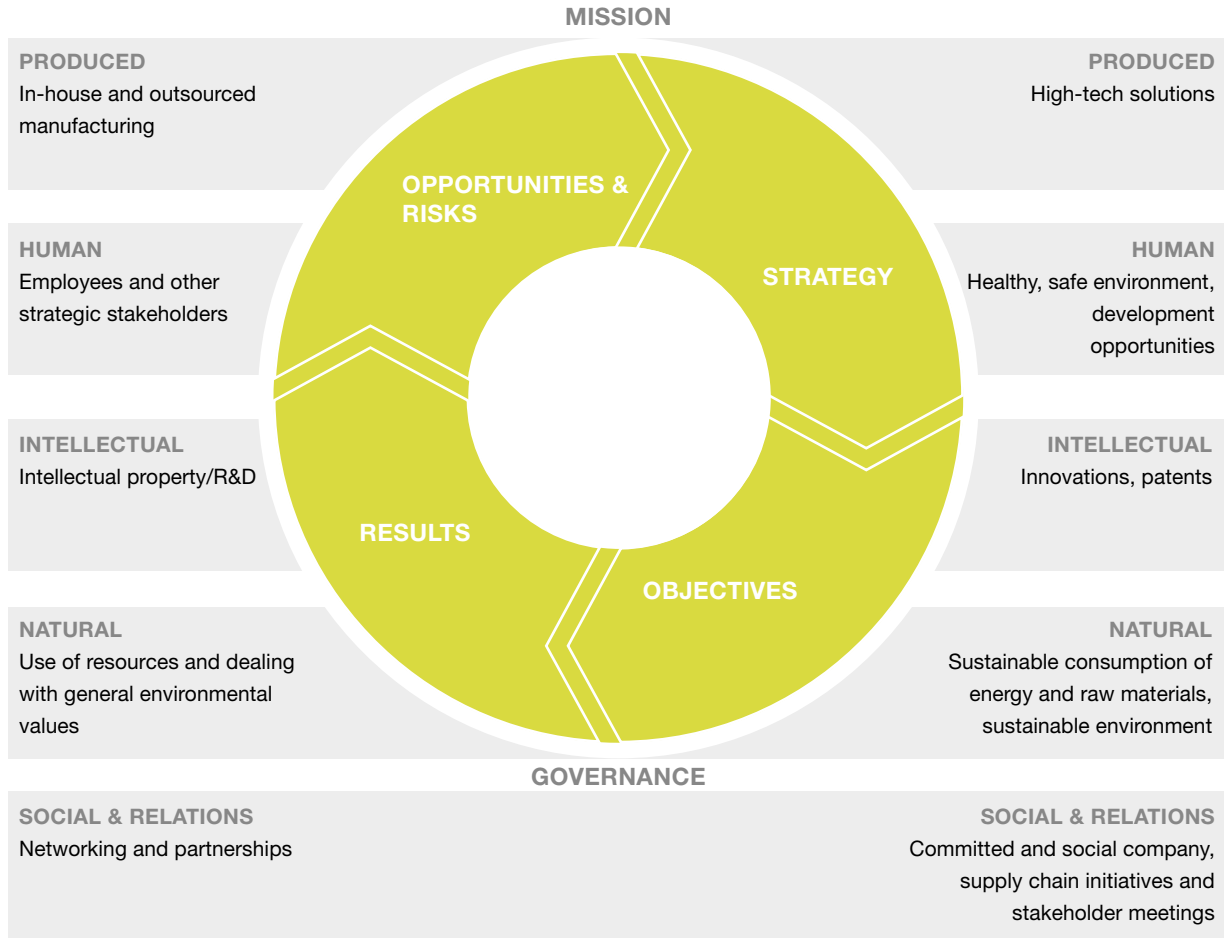 MISSION
PRODUCED
In-house and outsourced
manufacturing
PRODUCED
High-tech solutions
OPPORTUNITIES &
RISKS
STRATEGY
HUMAN
Employees and other
strategic stakeholders
HUMAN
Healthy, safe environment,
development
opportunities
INTELLECTUAL
Intellectual property/R&D
INTELLECTUAL
Innovations, patents
RESULTS
OBJECTIVES
NATURAL
Use of resources and dealing
with general environmental
values
NATURAL
Sustainable consumption of
energy and raw materials,
sustainable environment
GOVERNANCE
SOCIAL & RELATIONS
Networking and partnerships
SOCIAL & RELATIONS
Committed and social company,
supply chain initiatives and
stakeholder meetings